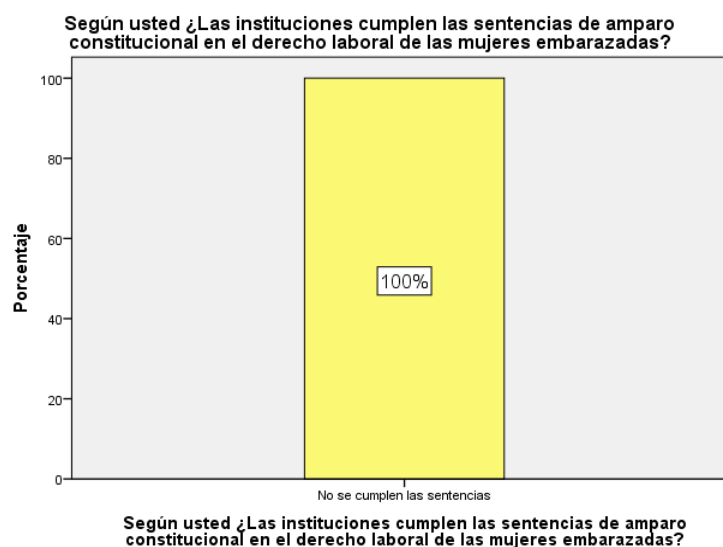 Según usted ¿Las instituciones cumplen las sentencias de amparo
constitucional en el derecho laboral de las mujeres embarazadas?
100
80
60
40
20
0
Porcentaje
100%
No se cumplen las sentencias
Según usted ¿Las instituciones cumplen las sentencias de amparo
constitucional en el derecho laboral de las mujeres embarazadas?